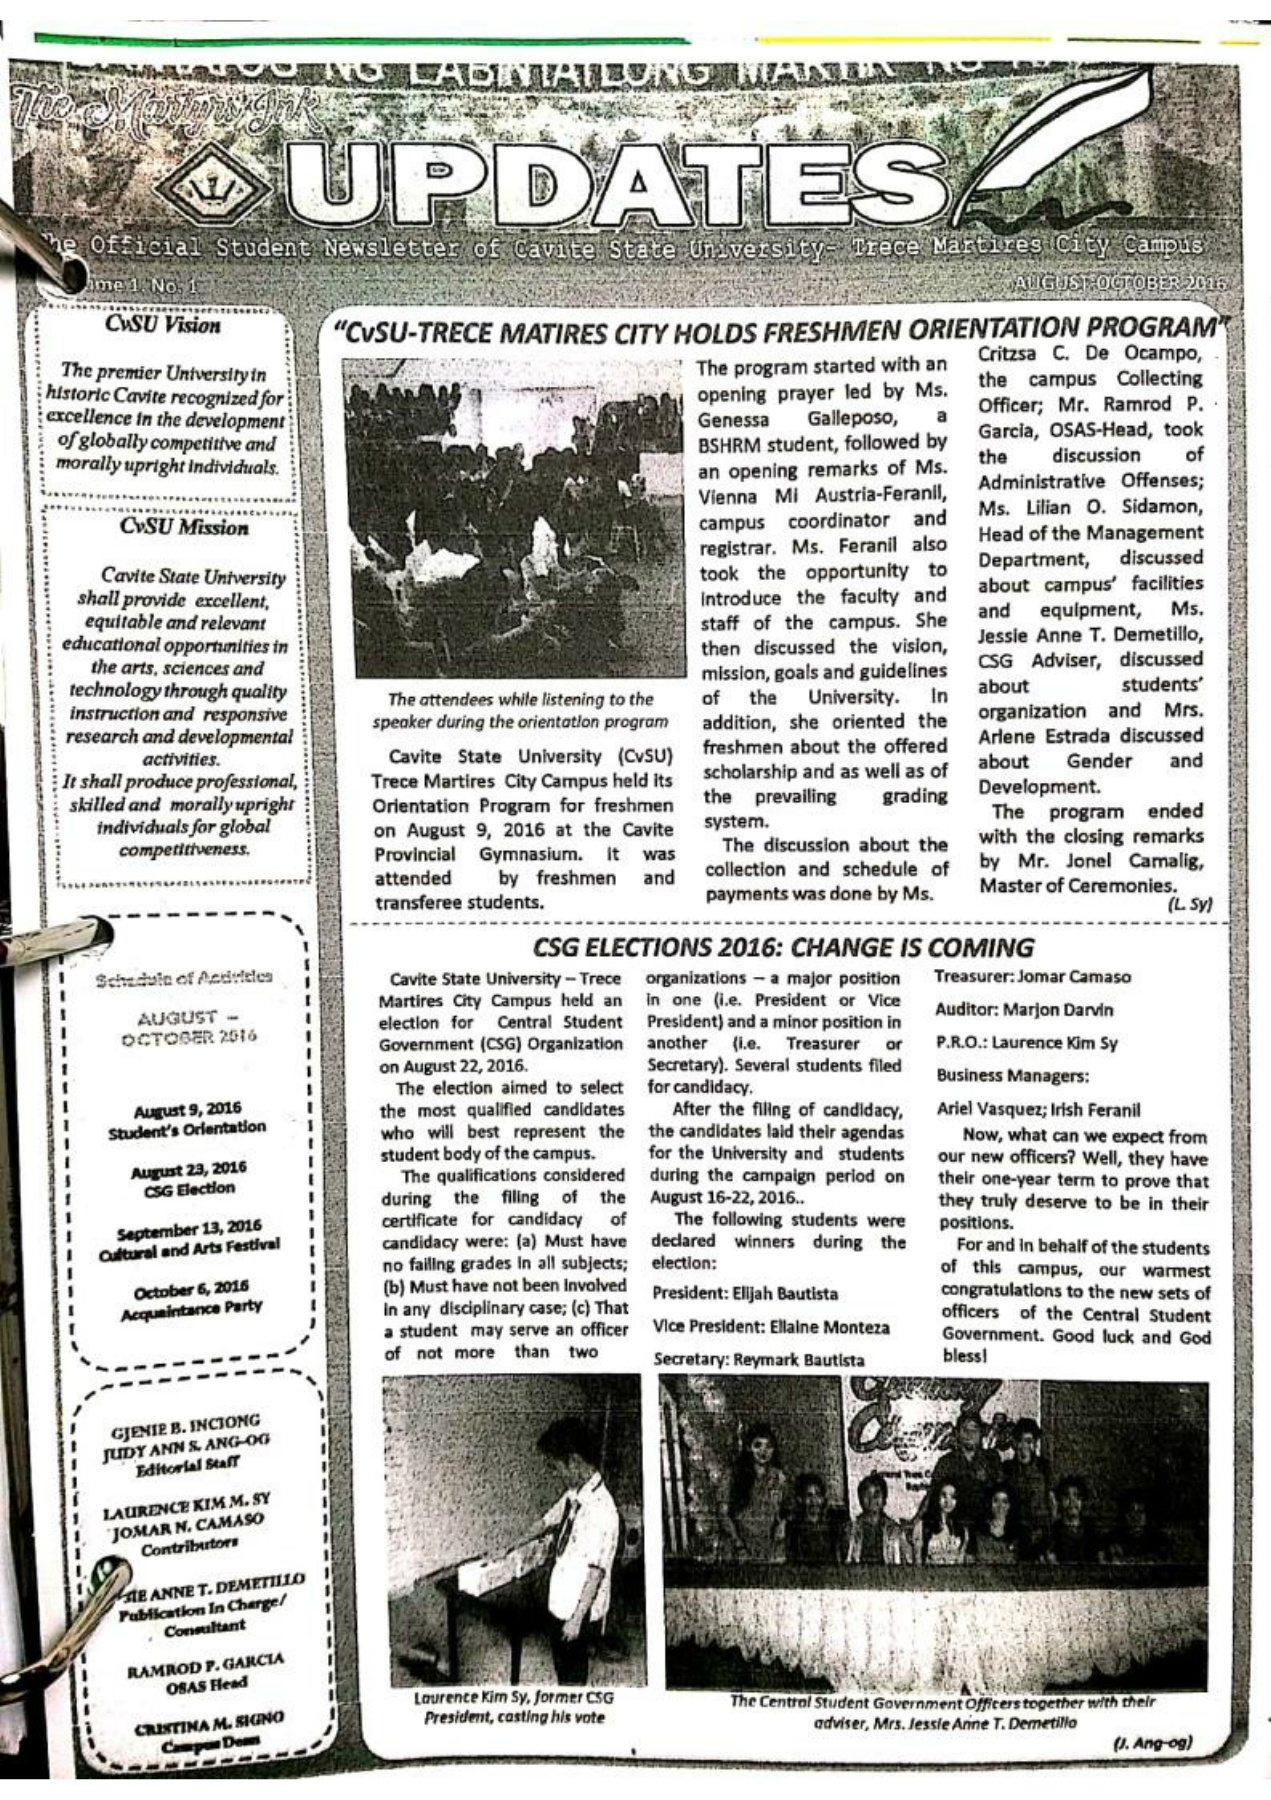 The Martyrs' Ink
UPDATES
he Official Student Newsletter of Cavite State University- Trece Martires City Campus
me 1, No. 1
AUGUST-OCTOBER 2016
CvSU Vision
The premier University in
historic Cavite recognized for
excellence in the development
of globally competitive and
morally upright individuals.
CvSU Mission
Cavite State University
shall provide excellent,
equitable and relevant
educational opportunities in
the arts, sciences and
technology through quality
instruction and responsive
research and developmental
activities.
It shall produce professional,
skilled and morally upright
individuals for global
competitiveness.
Schedule of Activities
AUGUST –
OCTOBER 2016
August 9, 2016
Student's Orientation
August 23, 2016
CSG Election
September 13, 2016
Cultural and Arts Festival
October 6, 2016
Acquaintance Party
GJENIE B. INCIONG
JUDY ANN S. ANG-OG
Editorial Staff
LAURENCE KIM M. SY
JOMAR N. CAMASO
Contributors
SIE ANNE T. DEMETILLO
Publication In Charge/
Consultant
RAMROD P. GARCIA
OSAS Head
CRISTINA M. SIGNO
Campus Dean
"CvSU-TRECE MATIRES CITY HOLDS FRESHMEN ORIENTATION PROGRAM"
The attendees while listening to the
speaker during the orientation program
Cavite State University (CvSU)
Trece Martires City Campus held its
Orientation Program for freshmen
on August 9, 2016 at the Cavite
Provincial Gymnasium. It was
attended by freshmen and
transferee students.
The program started with an
opening prayer led by Ms.
Genessa Galleposo, a
BSHRM student, followed by
an opening remarks of Ms.
Vienna Mi Austria-Feranil,
campus coordinator and
registrar. Ms. Feranil also
took the opportunity to
introduce the faculty and
staff of the campus. She
then discussed the vision,
mission, goals and guidelines
of the University. In
addition, she oriented the
freshmen about the offered
scholarship and as well as of
the prevailing grading
system.
The discussion about the
collection and schedule of
payments was done by Ms.
Critzsa C. De Ocampo,
the campus Collecting
Officer; Mr. Ramrod P.
Garcia, OSAS-Head, took
the discussion of
Administrative Offenses;
Ms. Lilian O. Sidamon,
Head of the Management
Department, discussed
about campus' facilities
and equipment, Ms.
Jessie Anne T. Demetillo,
CSG Adviser, discussed
about students'
organization and Mrs.
Arlene Estrada discussed
about Gender and
Development.
The program ended
with the closing remarks
by Mr. Jonel Camalig,
Master of Ceremonies.
(L. Sy)
CSG ELECTIONS 2016: CHANGE IS COMING
Cavite State University – Trece
Martires City Campus held an
election for Central Student
Government (CSG) Organization
on August 22, 2016.
The election aimed to select
the most qualified candidates
who will best represent the
student body of the campus.
The qualifications considered
during the filing of the
certificate for candidacy of
candidacy were: (a) Must have
no failing grades in all subjects;
(b) Must have not been involved
in any disciplinary case; (c) That
a student may serve an officer
of not more than two
organizations – a major position
in one (i.e. President or Vice
President) and a minor position in
another (i.e. Treasurer or
Secretary). Several students filed
for candidacy.
After the filing of candidacy,
the candidates laid their agendas
for the University and students
during the campaign period on
August 16-22, 2016..
The following students were
declared winners during the
election:
President: Elijah Bautista
Vice President: Ellaine Monteza
Secretary: Reymark Bautista
Treasurer: Jomar Camaso
Auditor: Marjon Darvin
P.R.O.: Laurence Kim Sy
Business Managers:
Ariel Vasquez; Irish Feranil
Now, what can we expect from
our new officers? Well, they have
their one-year term to prove that
they truly deserve to be in their
positions.
For and in behalf of the students
of this campus, our warmest
congratulations to the new sets of
officers of the Central Student
Government. Good luck and God
bless!
Laurence Kim Sy, former CSG
President, casting his vote
The Central Student Government Officers together with their
adviser, Mrs. Jessie Anne T. Demetillo
(J. Ang-og)